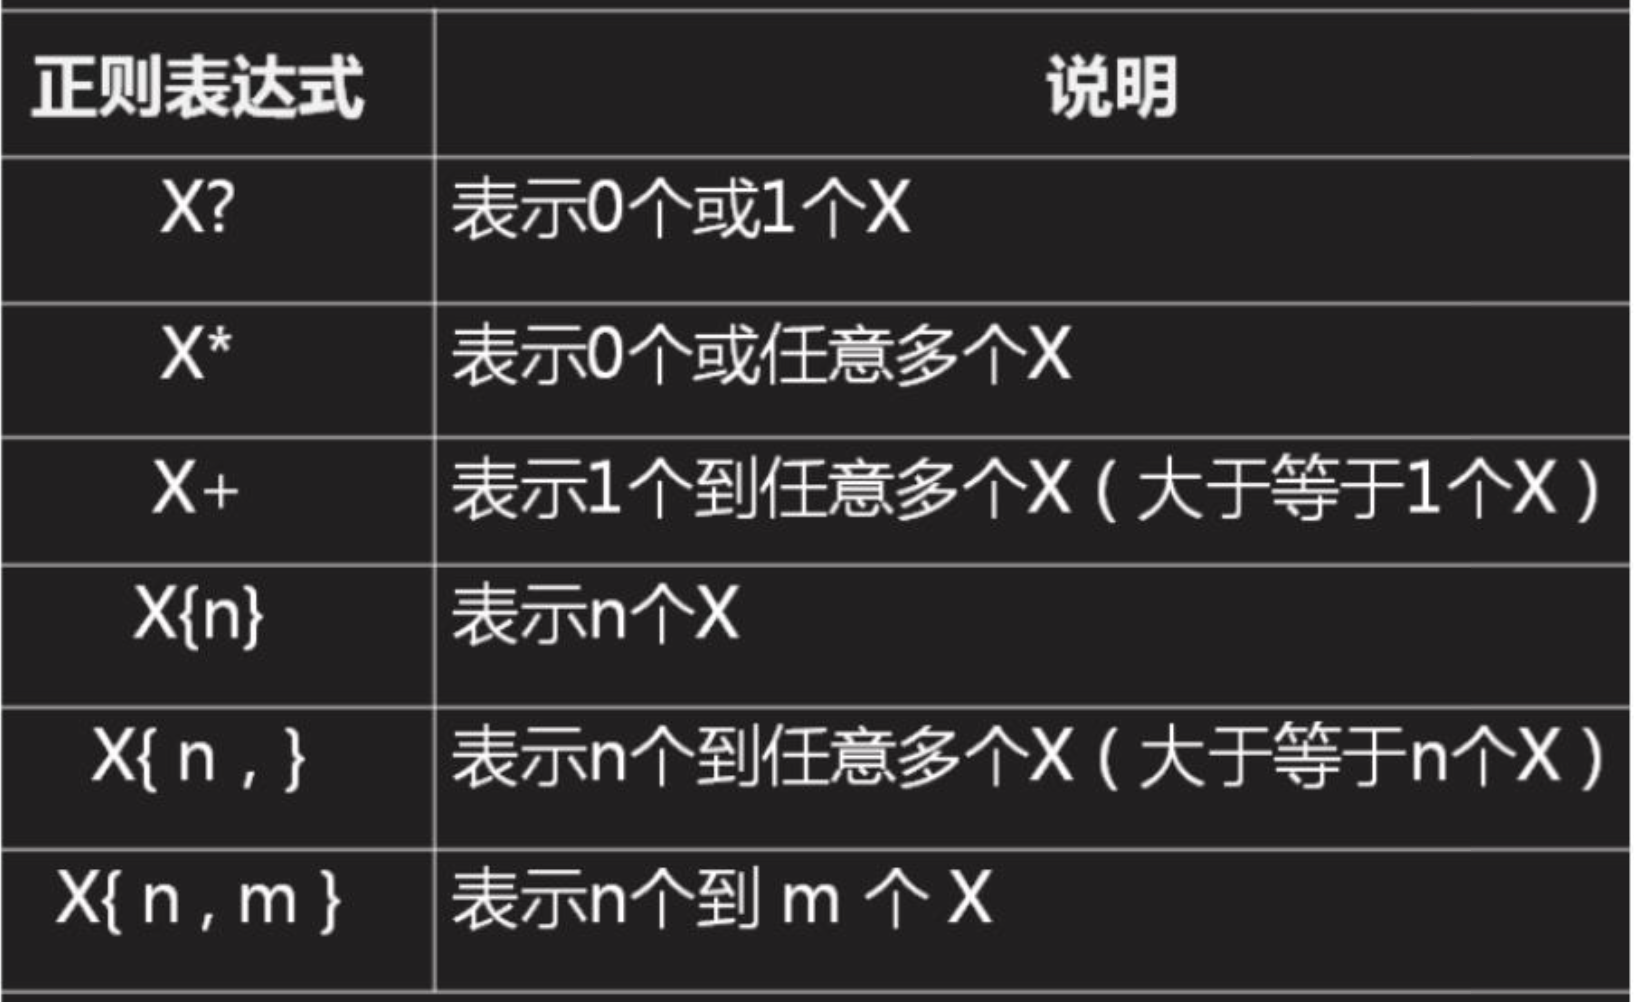 正则表达式 说明
X? 表示0个或1个X
X* 表示0个或任意多个X
X+ 表示1个到任意多个X ( 大于等于1个X )
X{n} 表示n个X
X{ n , } 表示n个到任意多个X ( 大于等于n个X )
X{ n , m } 表示n个到 m 个 X